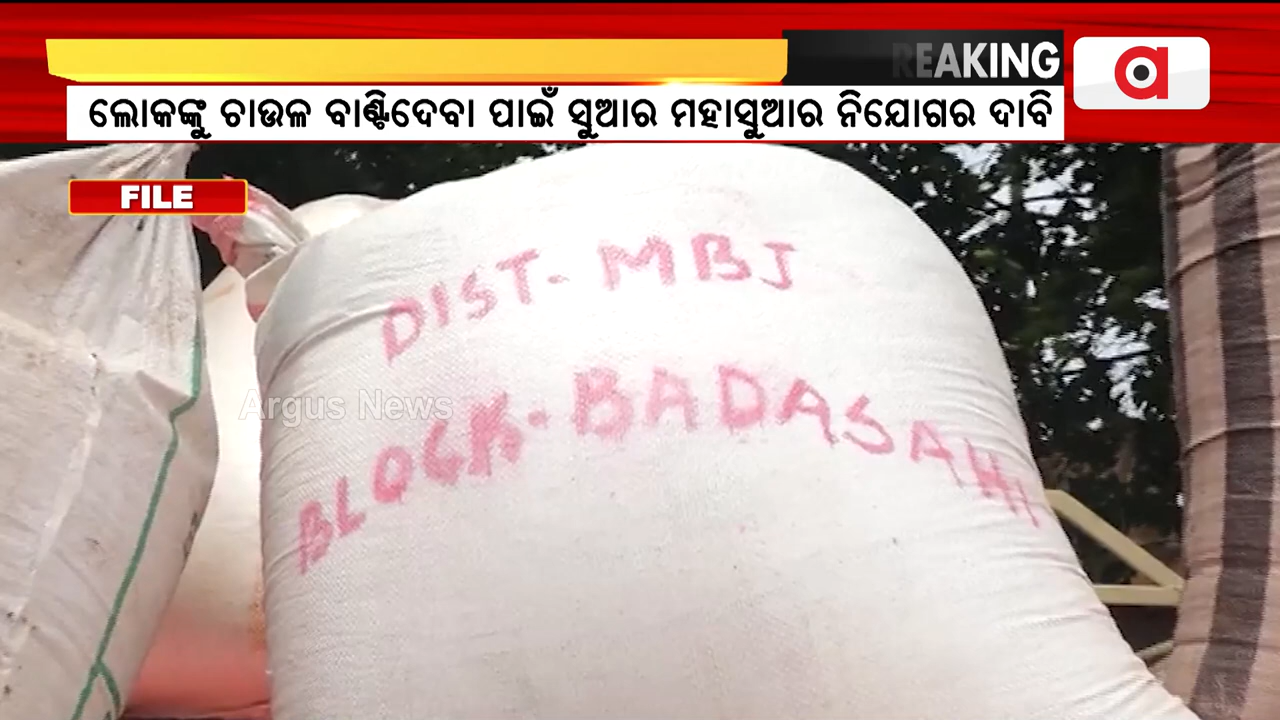 REAKING
a
ଲୋକଙ୍କୁ ଚାଉଳ ବାଣ୍ଟିଦେବା ପାଇଁ ସୁଆର ମହାସୁଆର ନିଯୋଗର ଦାବି
FILE
DIST- MBJ
Argus News
BLOCK- BADASAHI